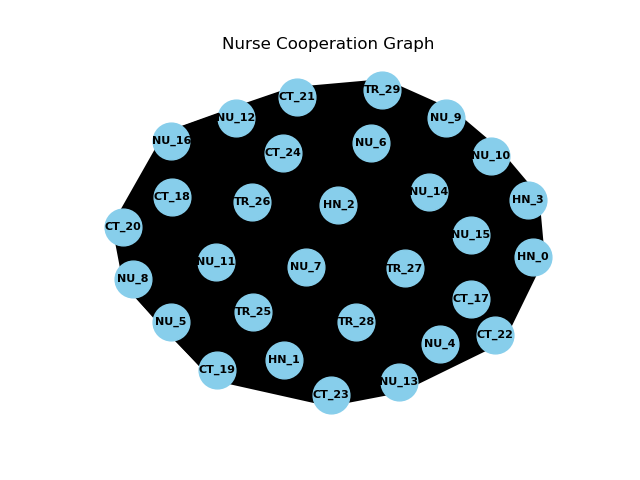 Nurse Cooperation Graph
TR_29
CT_21
NU_12
NU_9
NU_16
NU_6
CT_24
NU_10
NU_14
CT_18
HN_3
TR_26
HN_2
CT_20
NU_15
HN_0
NU_11
NU_7
TR_27
NU_8
CT_17
TR_25
NU_5
TR_28
CT_22
NU_4
HN_1
CT_19
NU_13
CT_23